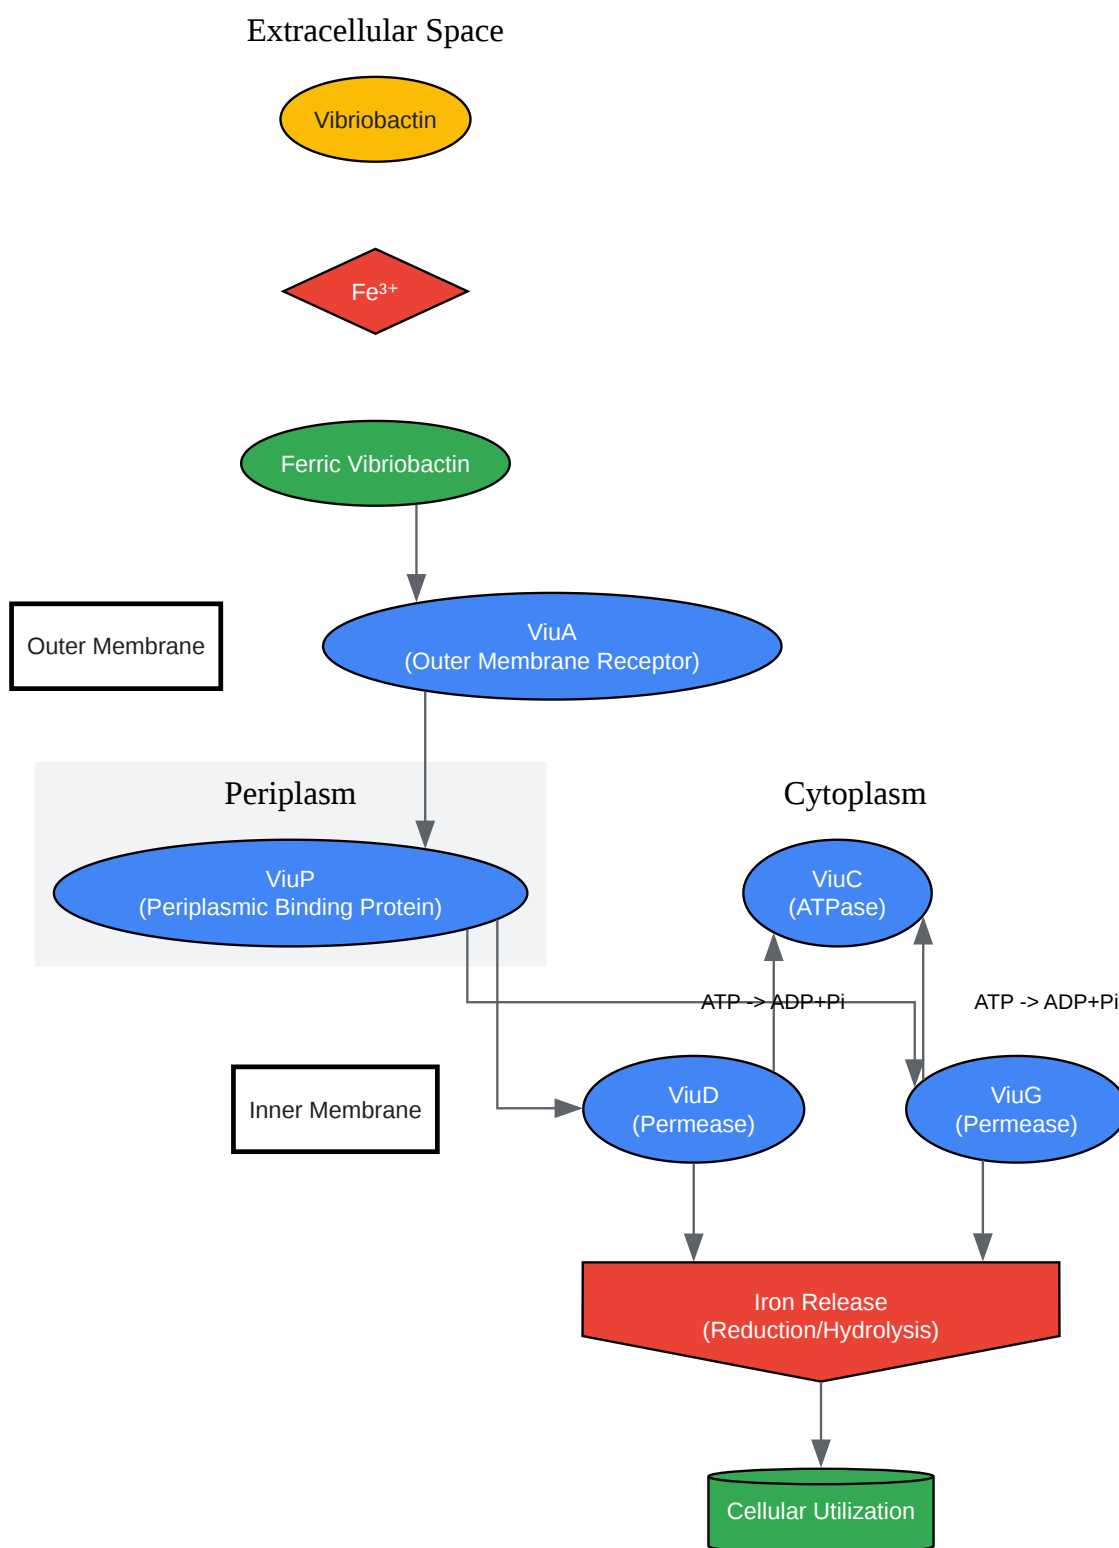 Extracellular Space
Vibriobactin
Fe³⁺
Ferric Vibriobactin
Outer Membrane
ViuA
(Outer Membrane Receptor)
Periplasm
Cytoplasm
ViuP
(Periplasmic Binding Protein)
ViuC
(ATPase)
ATP -> ADP+Pi
ATP -> ADP+Pi
Inner Membrane
ViuD
(Permease)
ViuG
(Permease)
Iron Release
(Reduction/Hydrolysis)
Cellular Utilization